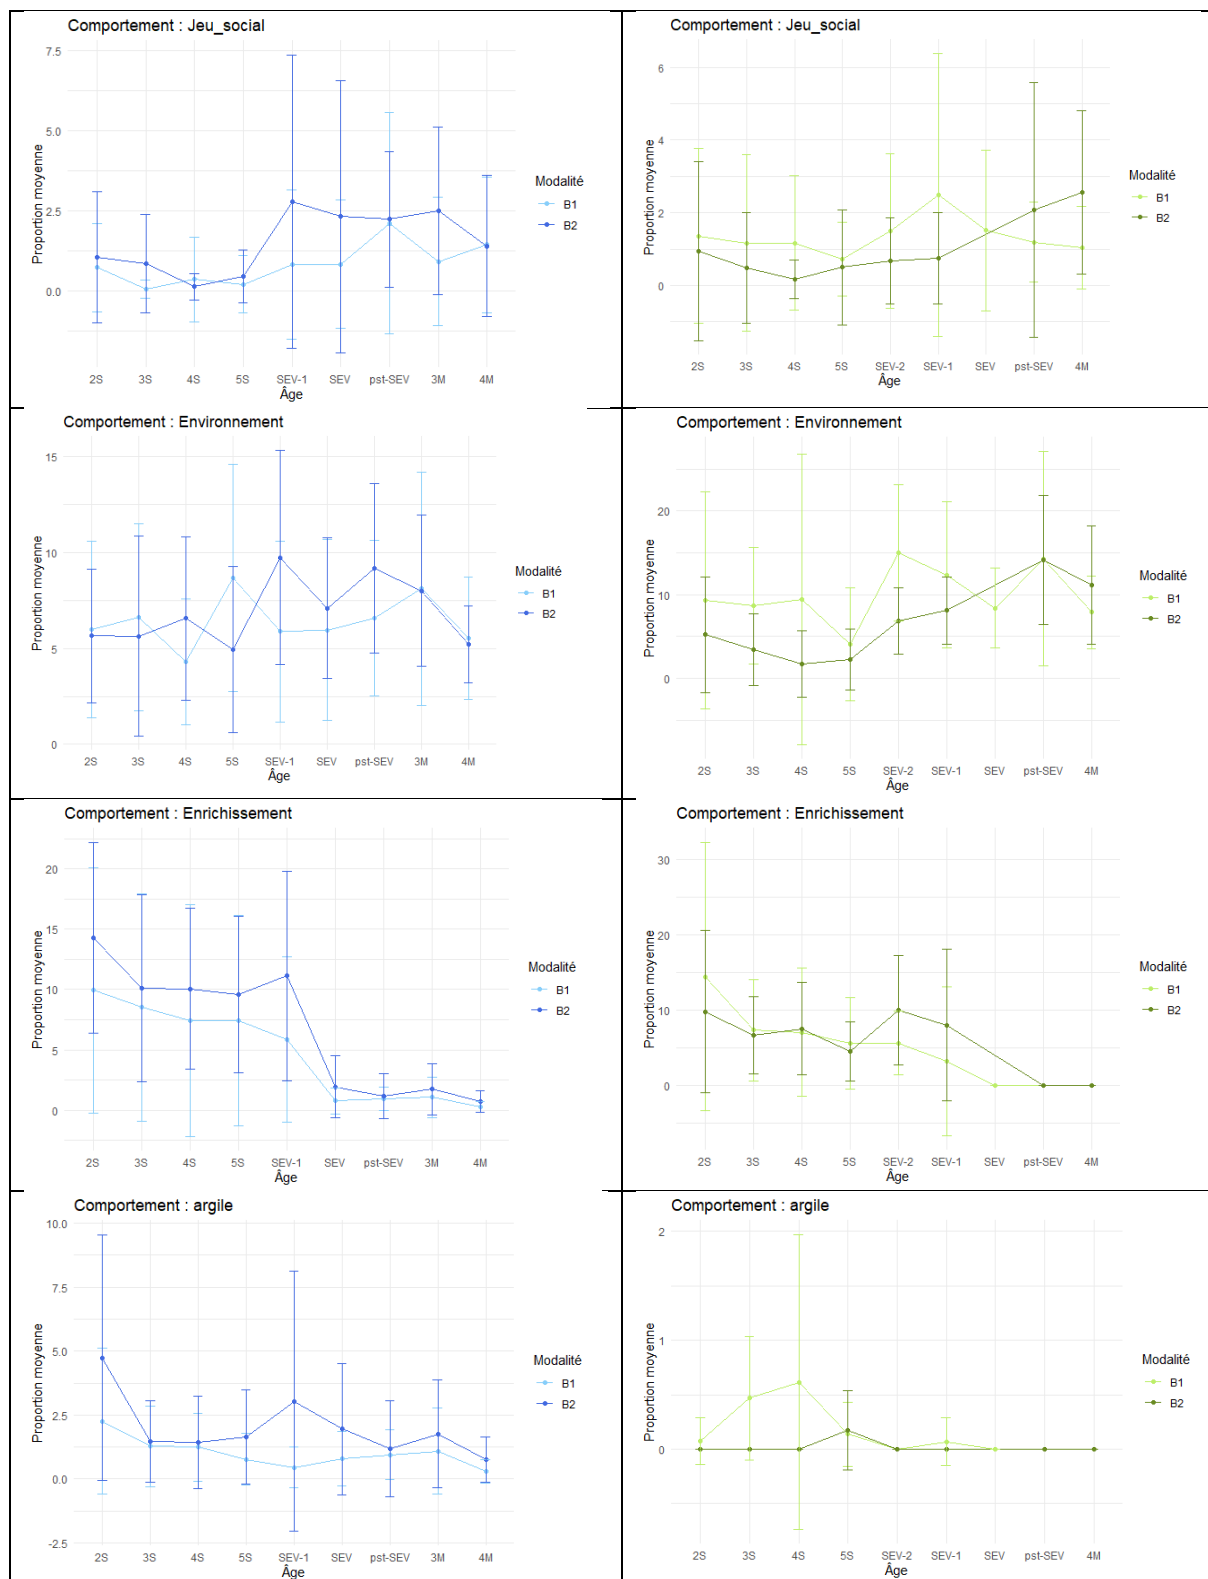 Comportement : Jeu_social
7.5
5.0
2.5
0.0
Proportion moyenne
2S 3S 4S 5S SEV-1 SEV pst-SEV 3M 4M
Âge
Modalité
B1
B2
Comportement : Jeu_social
6
4
2
0
Proportion moyenne
2S 3S 4S 5S SEV-2 SEV-1 SEV pst-SEV 4M
Âge
Modalité
B1
B2
Comportement : Environnement
15
10
5
0
Proportion moyenne
2S 3S 4S 5S SEV-1 SEV pst-SEV 3M 4M
Âge
Modalité
B1
B2
Comportement : Environnement
20
10
0
Proportion moyenne
2S 3S 4S 5S SEV-2 SEV-1 SEV pst-SEV 4M
Âge
Modalité
B1
B2
Comportement : Enrichissement
20
15
10
5
0
Proportion moyenne
2S 3S 4S 5S SEV-1 SEV pst-SEV 3M 4M
Âge
Modalité
B1
B2
Comportement : Enrichissement
30
20
10
0
Proportion moyenne
2S 3S 4S 5S SEV-2 SEV-1 SEV pst-SEV 4M
Âge
Modalité
B1
B2
Comportement : argile
10.0
7.5
5.0
2.5
0.0
-2.5
Proportion moyenne
2S 3S 4S 5S SEV-1 SEV pst-SEV 3M 4M
Âge
Modalité
B1
B2
Comportement : argile
2
1
0
Proportion moyenne
2S 3S 4S 5S SEV-2 SEV-1 SEV pst-SEV 4M
Âge
Modalité
B1
B2